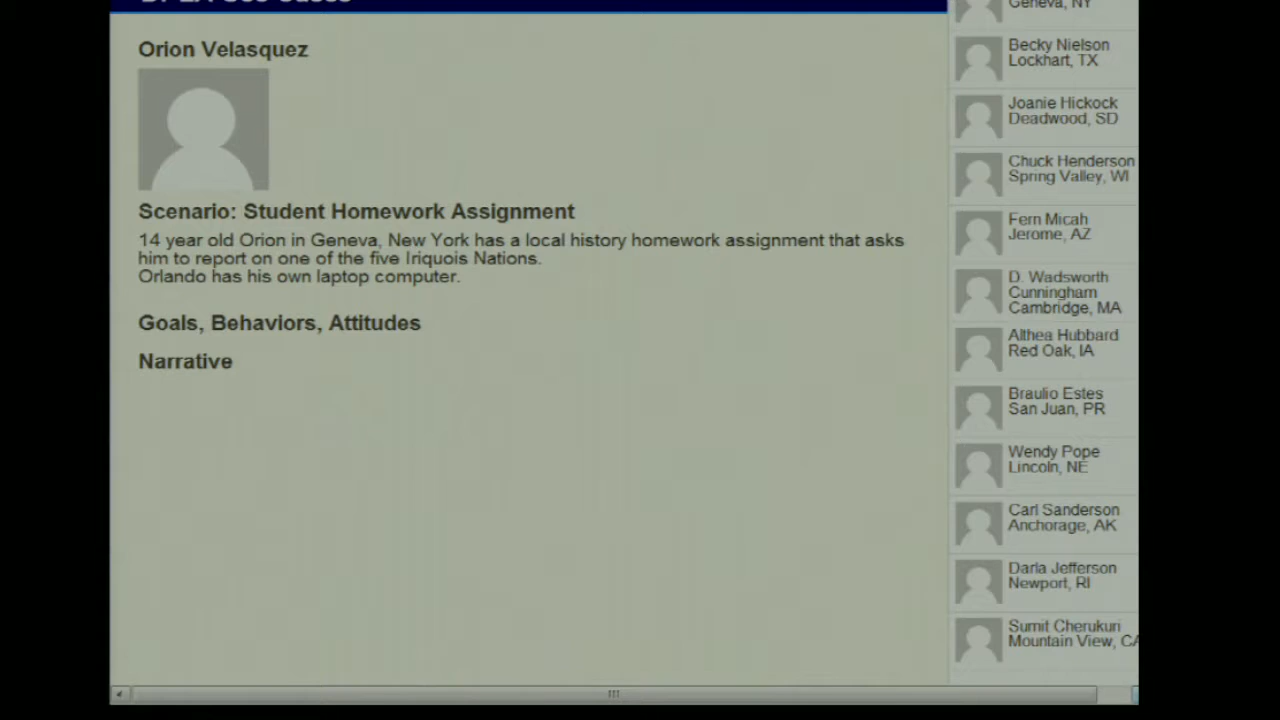 Orion Velasquez
Scenario: Student Homework Assignment
14 year old Orion in Geneva, New York has a local history homework assignment that asks
him to report on one of the five Iriquois Nations.
Orlando has his own laptop computer.
Goals, Behaviors, Attitudes
Narrative
Geneva, NY
Becky Nielson
Lockhart, TX
Joanie Hickock
Deadwood, SD
Chuck Henderson
Spring Valley, WI
Fern Micah
Jerome, AZ
D. Wadsworth
Cunningham
Cambridge, MA
Althea Hubbard
Red Oak, IA
Braulio Estes
San Juan, PR
Wendy Pope
Lincoln, NE
Carl Sanderson
Anchorage, AK
Darla Jefferson
Newport, RI
Sumit Cherukuri
Mountain View, CA